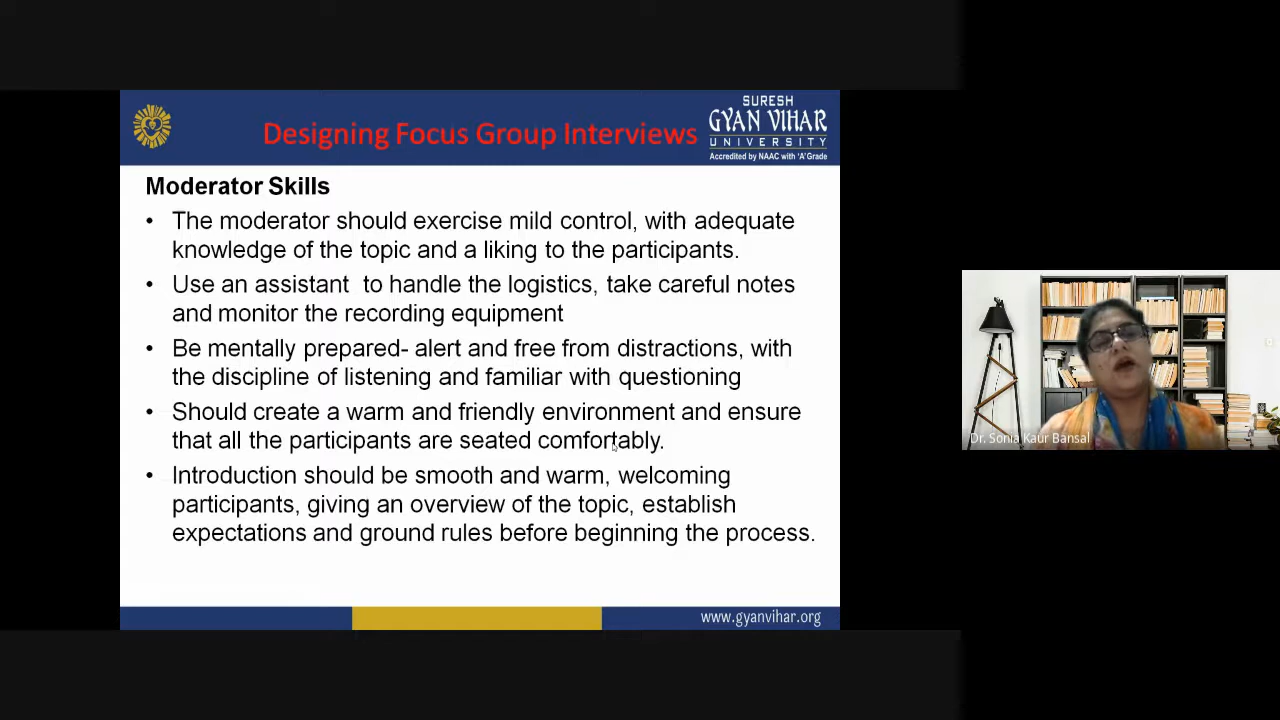 SURESH
GYAN VIHAR
UNIVERSITY
Accredited by NAAC with 'A' Grade
Designing Focus Group Interviews
Moderator Skills
• The moderator should exercise mild control, with adequate
knowledge of the topic and a liking to the participants.
• Use an assistant  to handle the logistics, take careful notes
and monitor the recording equipment
• Be mentally prepared- alert and free from distractions, with
the discipline of listening and familiar with questioning
• Should create a warm and friendly environment and ensure
that all the participants are seated comfortably.
• Introduction should be smooth and warm, welcoming
participants, giving an overview of the topic, establish
expectations and ground rules before beginning the process.
www.gyanvihar.org
Dr. Sonia Kaur Bansal